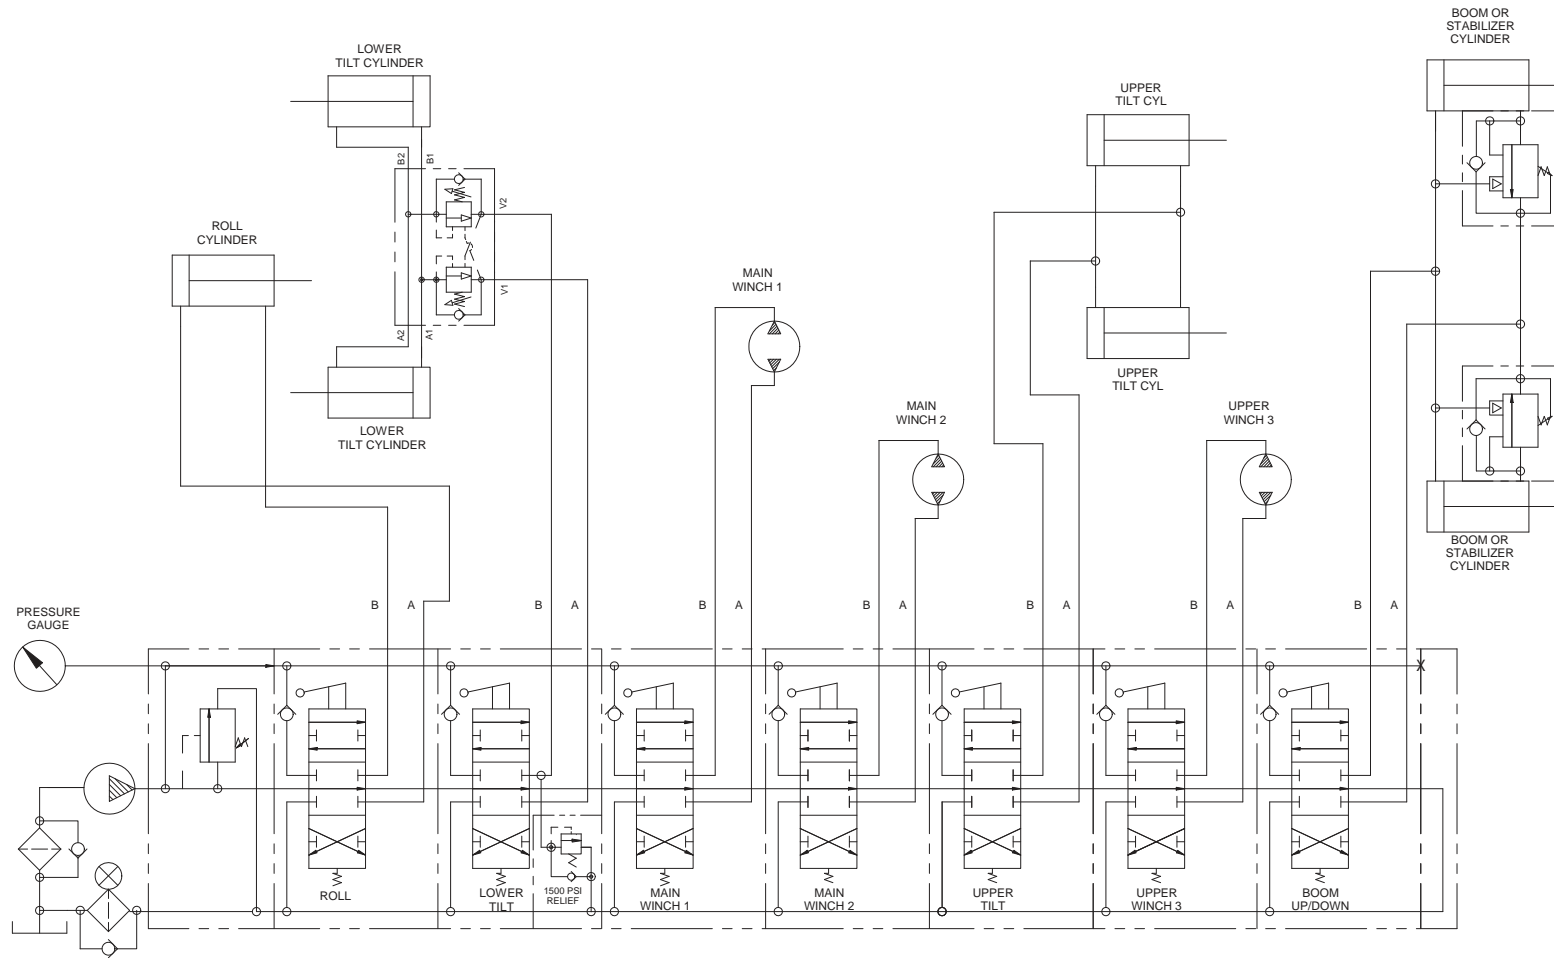 BOOM OR
STABILIZER
CYLINDER
LOWER
TILT CYLINDER
UPPER
TILT CYL
B2
B1
V2
ROLL
CYLINDER
MAIN
WINCH 1
V1
A2
A1
UPPER
TILT CYL
LOWER
TILT CYLINDER
MAIN
WINCH 2
UPPER
WINCH 3
BOOM OR
STABILIZER
CYLINDER
PRESSURE
GAUGE
B A B A B A B A B A B A B A
ROLL
LOWER
TILT
1500 PSI
RELIEF
MAIN
WINCH 1
MAIN
WINCH 2
UPPER
TILT
UPPER
WINCH 3
BOOM
UP/DOWN